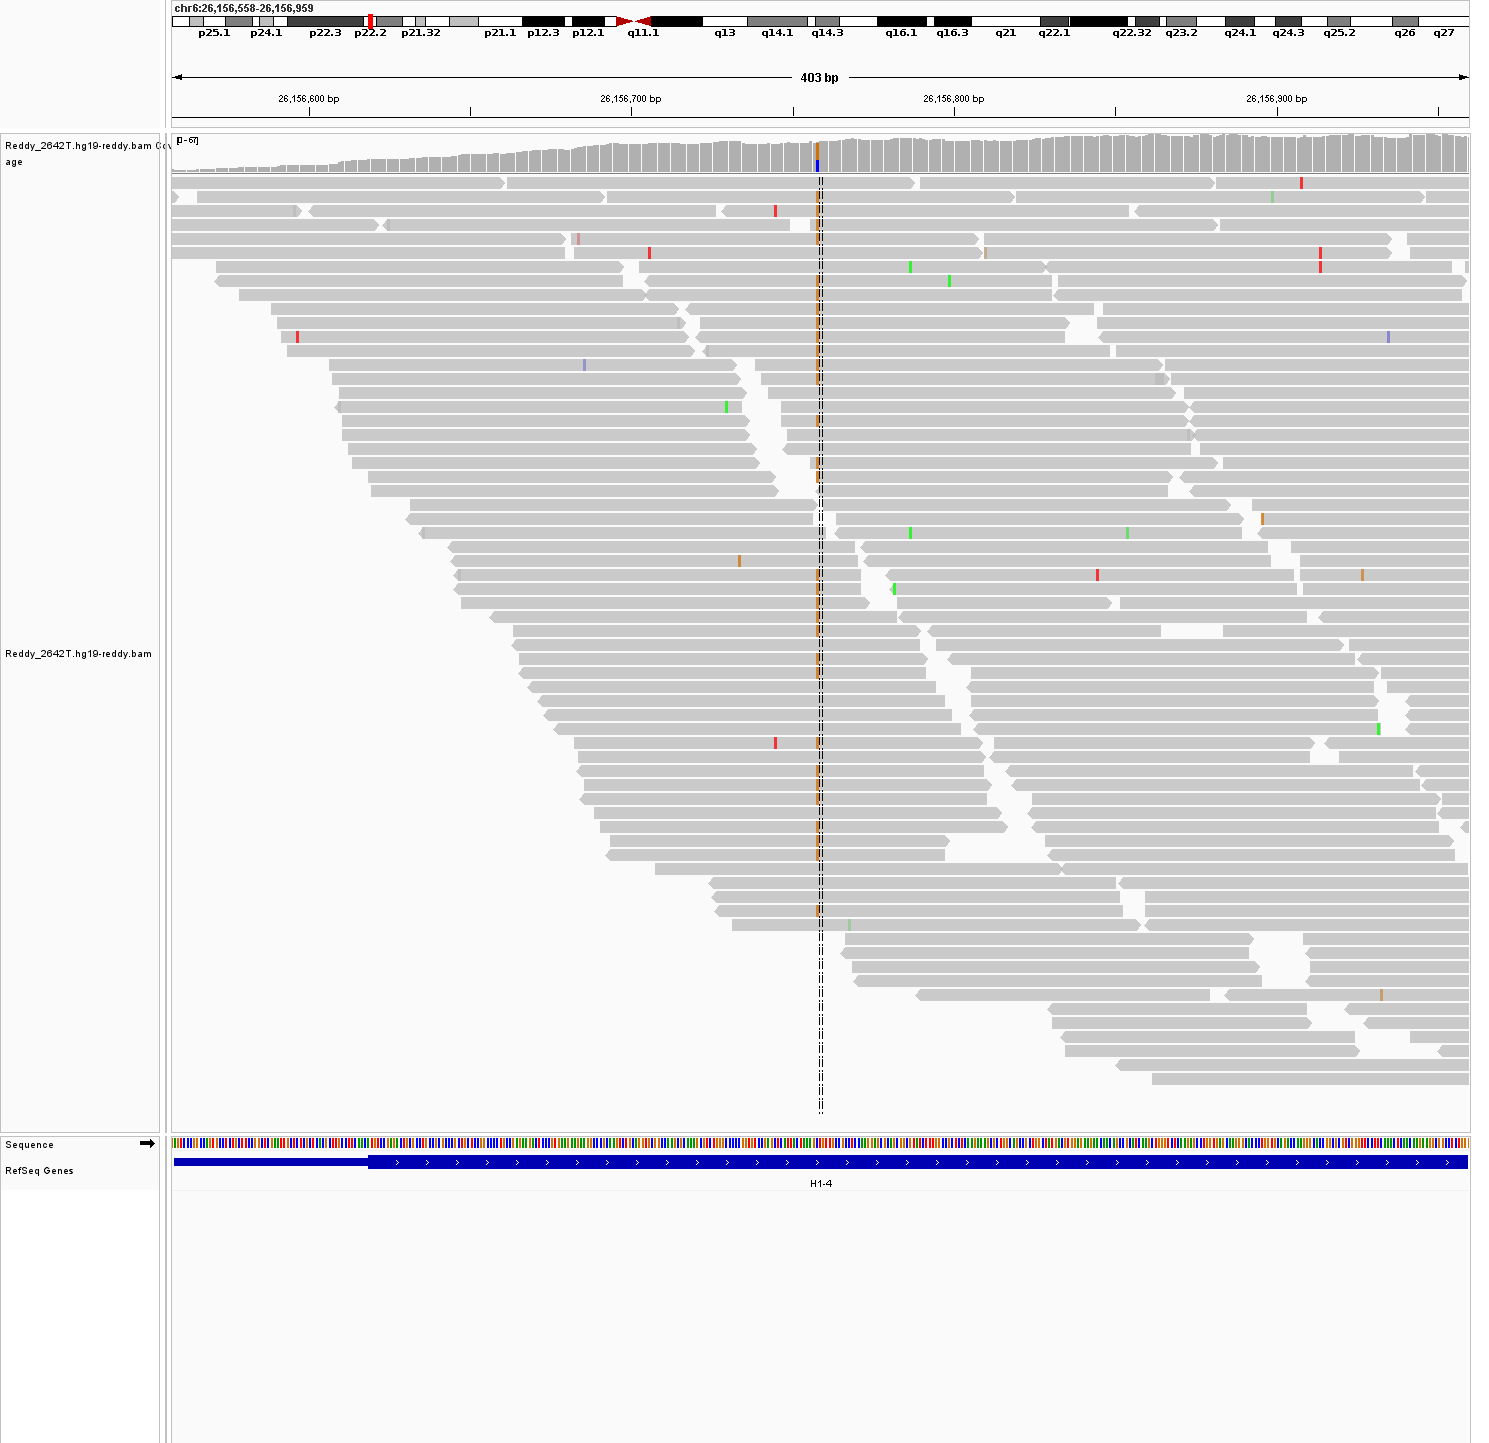 chr6:26,156,558-26,156,959
p25.1 p24.1 p22.3 p22.2 p21.32 p21.1 p12.3 p12.1 q11.1 q13 q14.1 q14.3 q16.1 q16.3 q21 q22.1 q22.32 q23.2 q24.1 q24.3 q25.2 q26 q27
403 bp
26,156,600 bp 26,156,700 bp 26,156,800 bp 26,156,900 bp
[0-67]
Reddy_2642T.hg19-reddy.bam Cov
age
Reddy_2642T.hg19-reddy.bam
Sequence
RefSeq Genes
H1-4